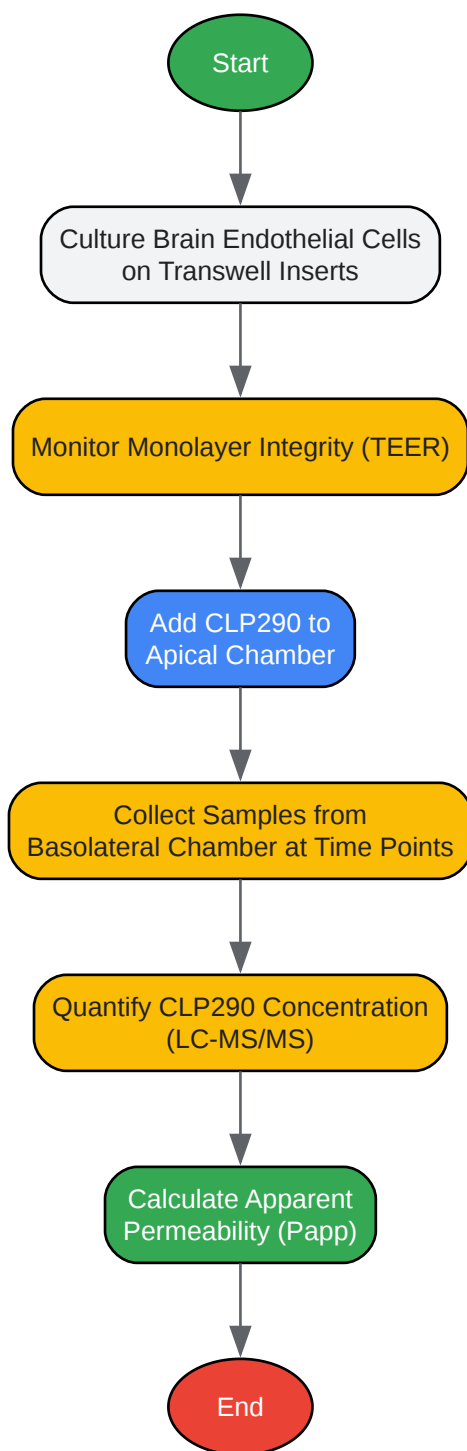 Start
Culture Brain Endothelial Cells
on Transwell Inserts
Monitor Monolayer Integrity (TEER)
Add CLP290 to
Apical Chamber
Collect Samples from
Basolateral Chamber at Time Points
Quantify CLP290 Concentration
(LC-MS/MS)
Calculate Apparent
Permeability (Papp)
End